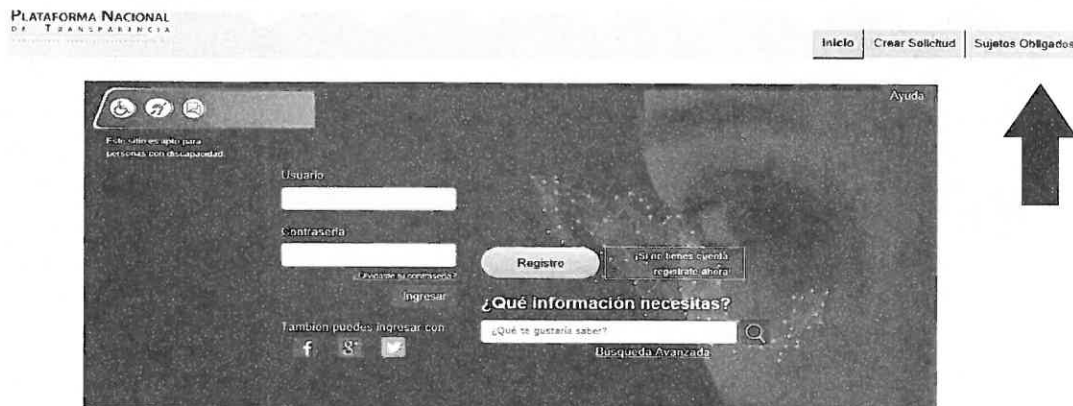 PLATAFORMA NACIONAL
DE TRANSPARENCIA
Inicio
Crear Solicitud
Sujetos Obligados
Ayuda
Este sitio es apto para
personas con discapacidad.
Usuario
Contraseña
¿Olvidaste tu contraseña?
Ingresar
También puedes ingresar con
f
g+
Registro
¡Si no tienes cuenta,
regístrate ahora!
¿Qué información necesitas?
¿Qué te gustaría saber?
Búsqueda Avanzada